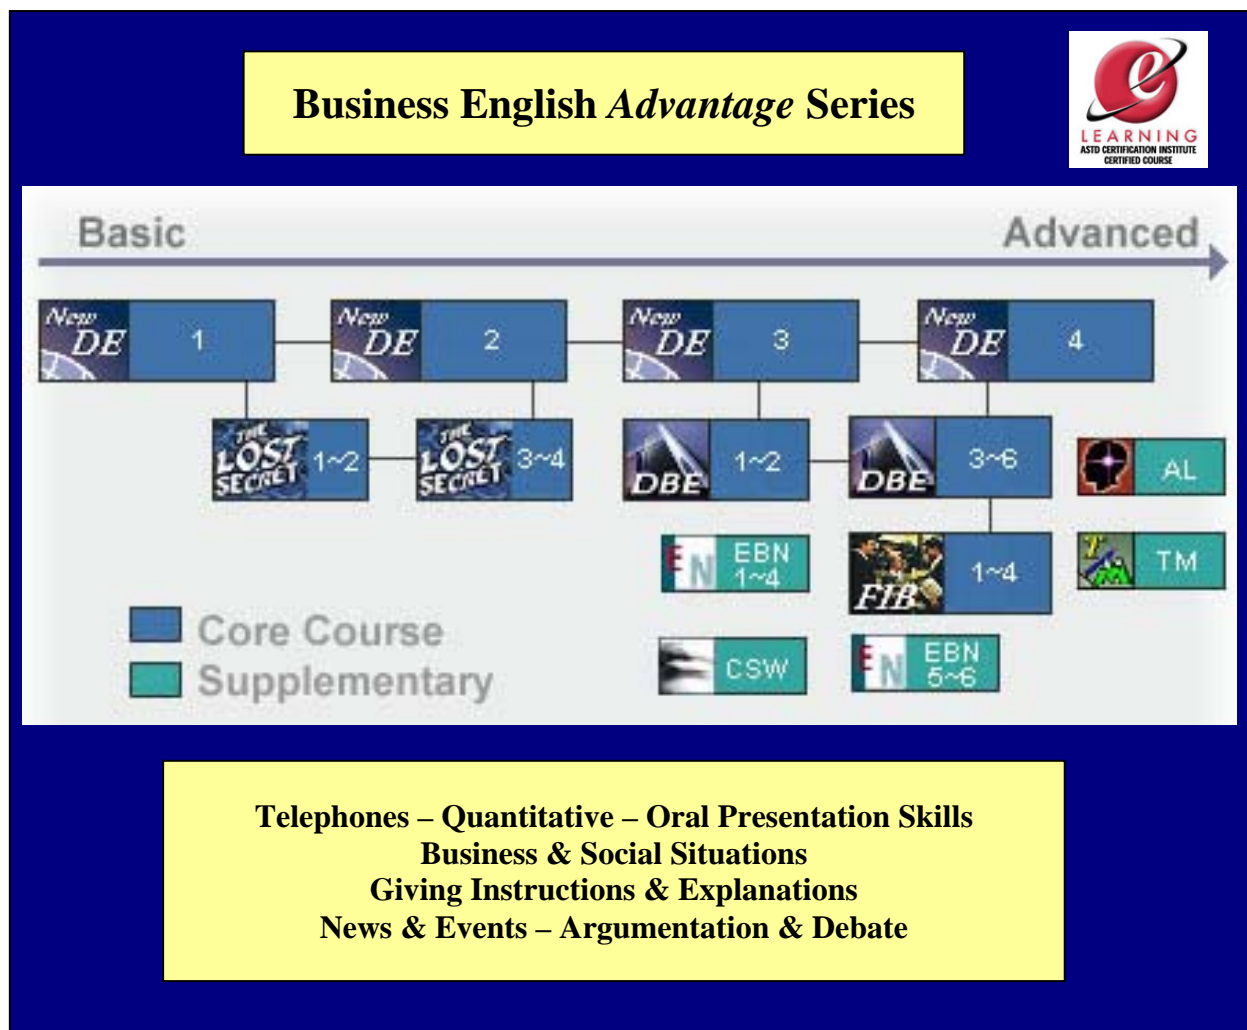 Business English Advantage Series
e
LEARNING
ASTD CERTIFICATION INSTITUTE
CERTIFIED COURSE
Basic
Advanced
New DE 1
New DE 2
New DE 3
New DE 4
THE LOST SECRET 1~2
THE LOST SECRET 3~4
DBE 1~2
DBE 3~6
AL
EN EBN 1~4
FIB 1~4
TM
CSW
EN EBN 5~6
Core Course
Supplementary
Telephones – Quantitative – Oral Presentation Skills
Business & Social Situations
Giving Instructions & Explanations
News & Events – Argumentation & Debate